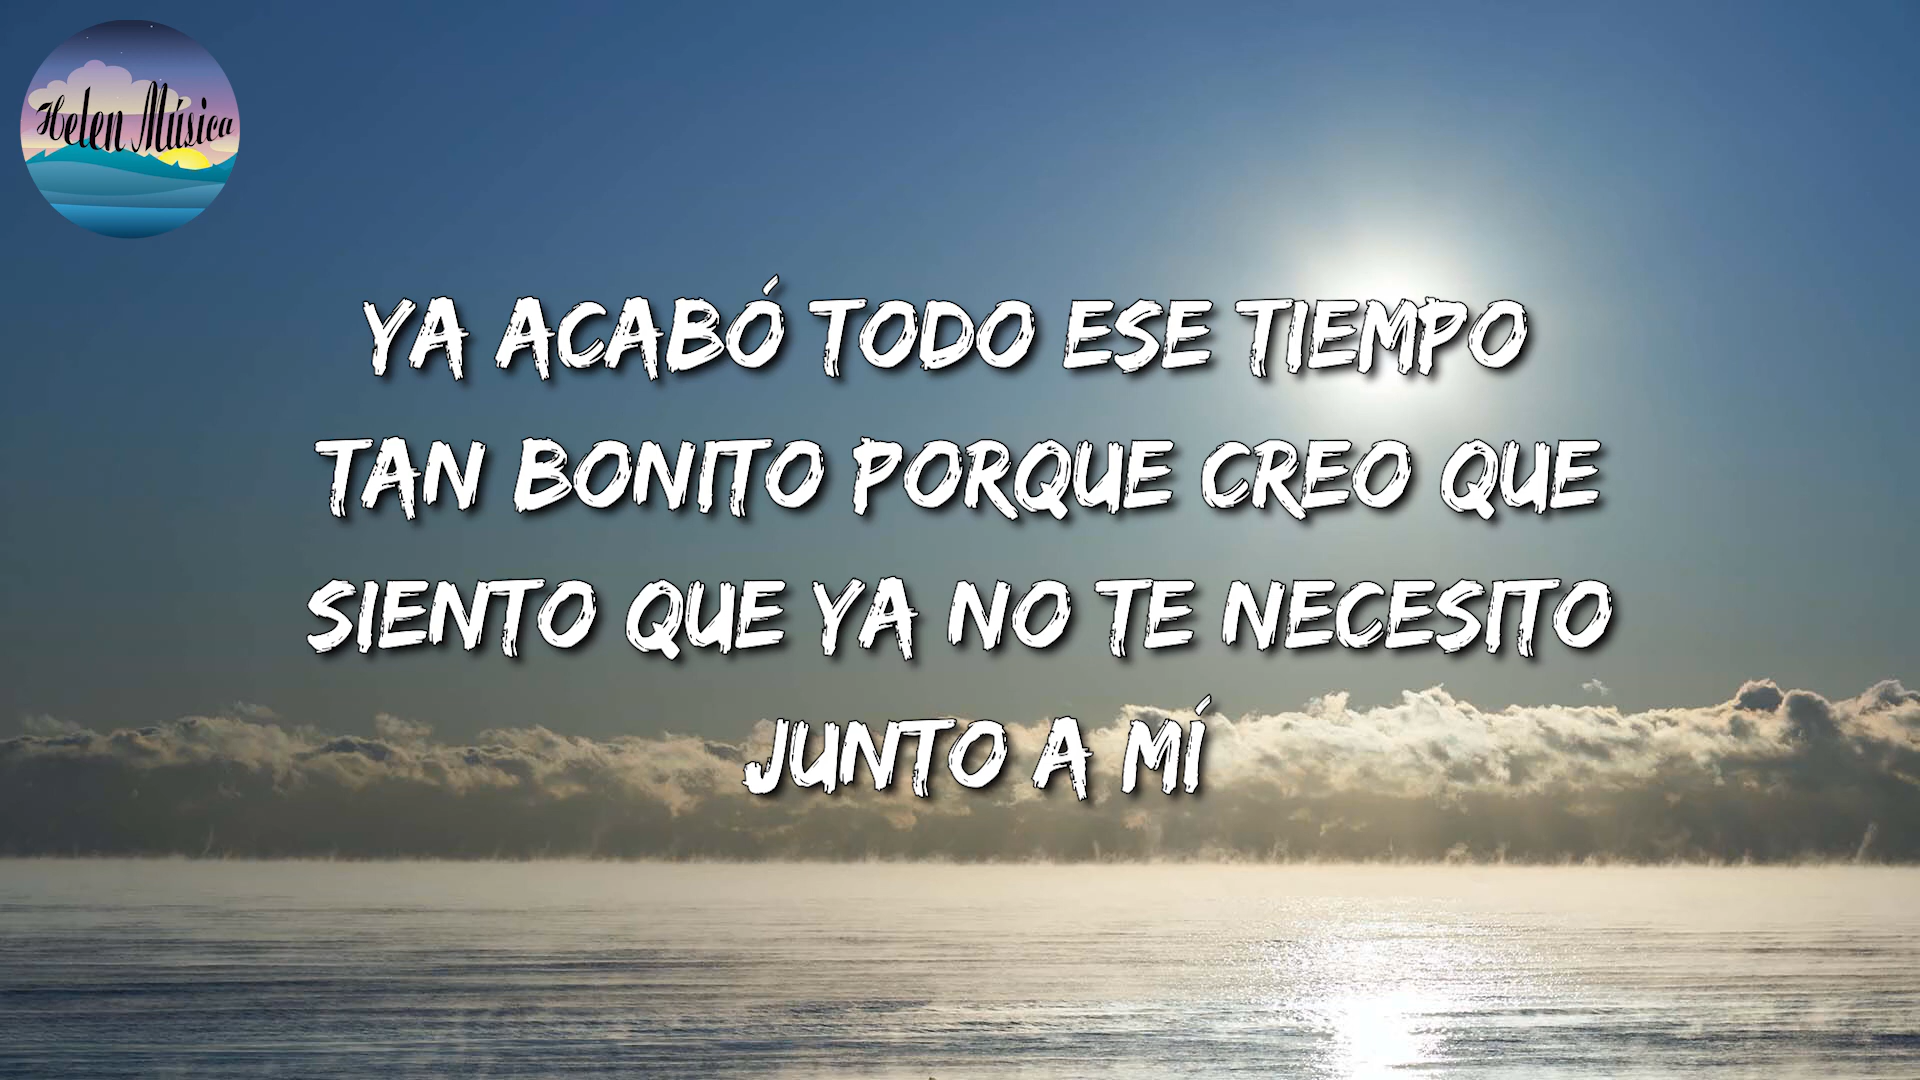 Helen Música
YA ACABÓ TODO ESE TIEMPO
TAN BONITO PORQUE CREO QUE
SIENTO QUE YA NO TE NECESITO
JUNTO A MÍ